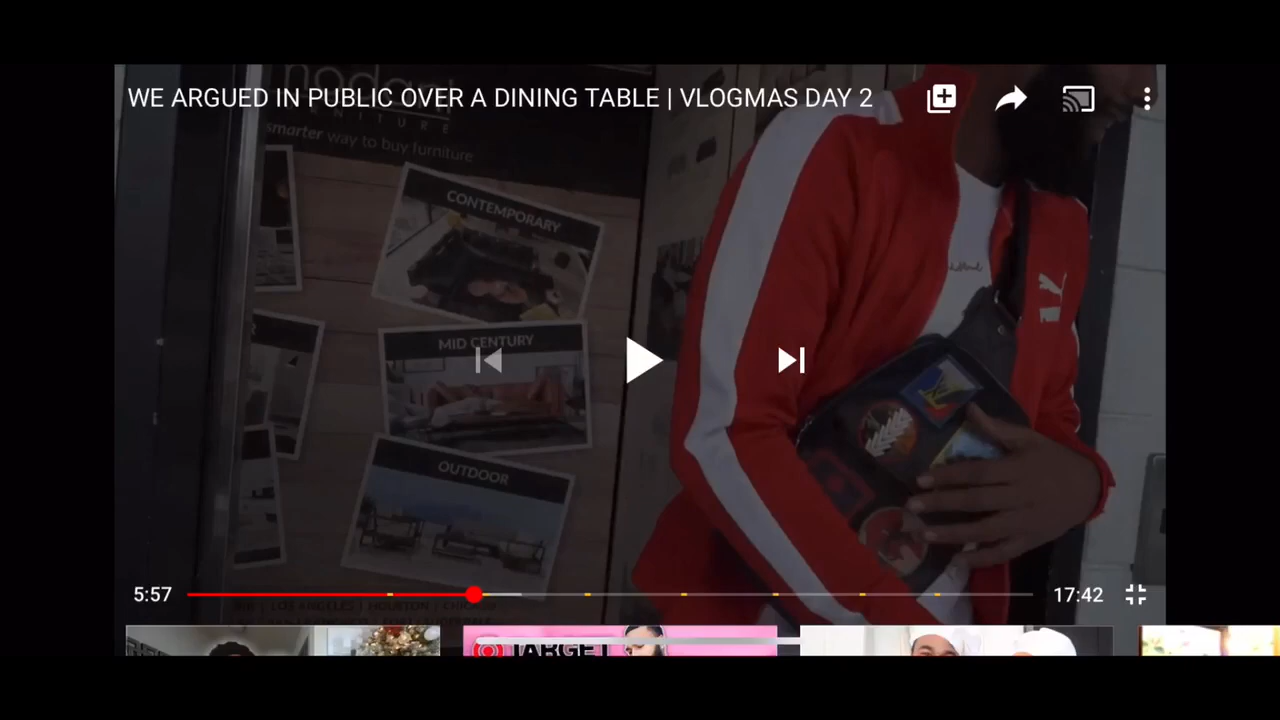 WE ARGUED IN PUBLIC OVER A DINING TABLE | VLOGMAS DAY 2
smarter way to buy furniture
CONTEMPORARY
MID CENTURY
OUTDOOR
5:57
17:42
TARGET